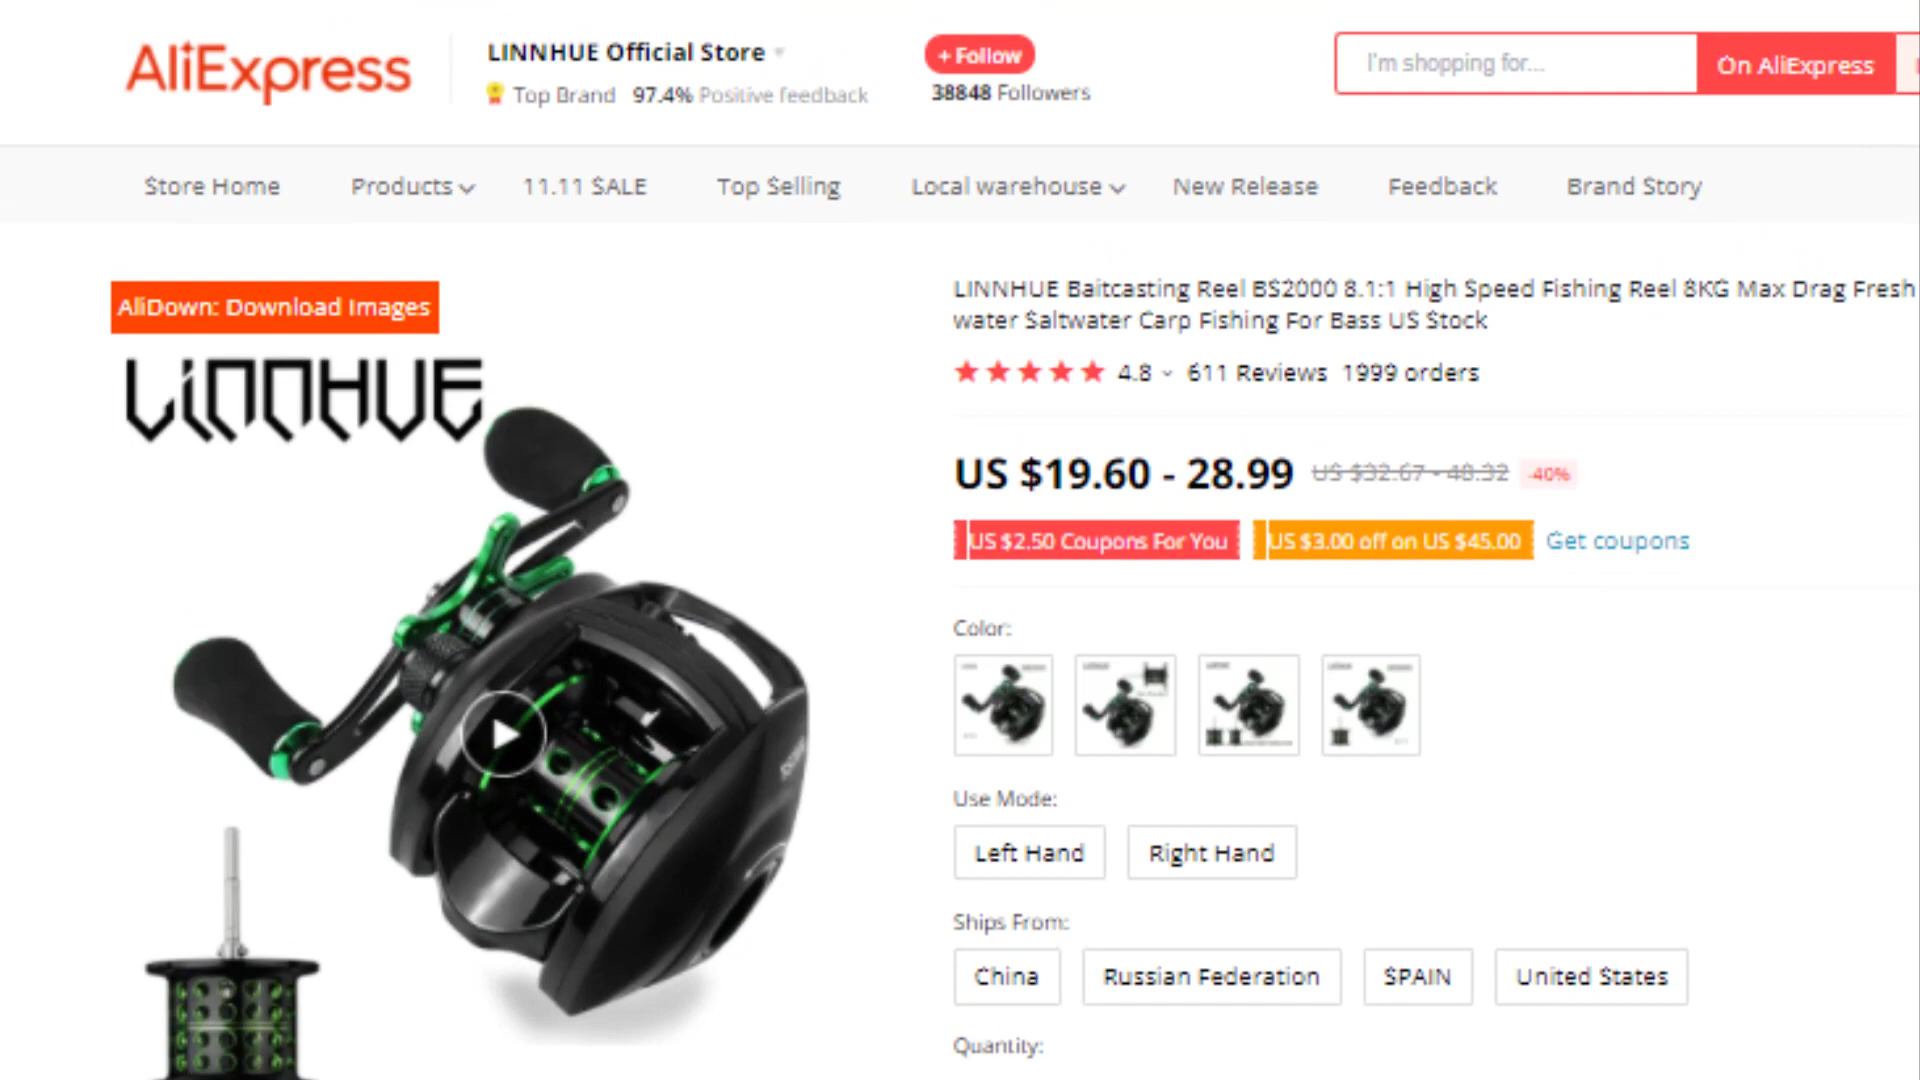 AliExpress
LINNHUE Official Store
Top Brand 97.4% Positive feedback
+ Follow
38848 Followers
I'm shopping for...
On AliExpress
Store Home Products 11.11 SALE Top Selling Local warehouse New Release Feedback Brand Story
AliDown: Download Images
LINNHUE
LINNHUE Baitcasting Reel BS2000 8.1:1 High Speed Fishing Reel 8KG Max Drag Fresh
water Saltwater Carp Fishing For Bass US Stock
4.8 611 Reviews 1999 orders
US $19.60 - 28.99 US $32.67 - 48.32 -40%
US $2.50 Coupons For You US $3.00 off on US $45.00 Get coupons
Color:
Use Mode:
Left Hand Right Hand
Ships From:
China Russian Federation SPAIN United States
Quantity: